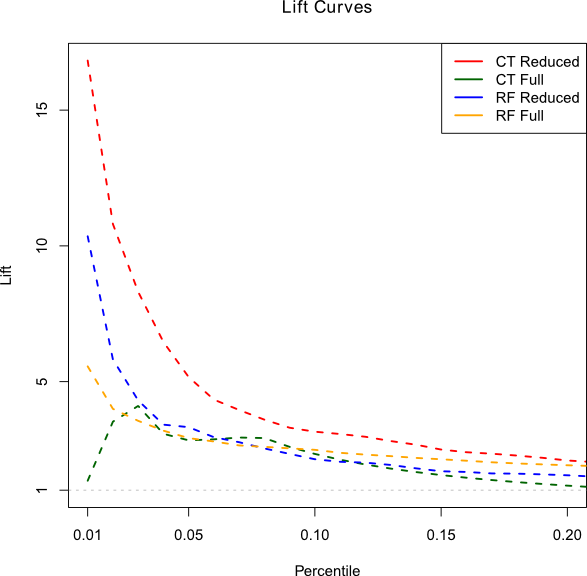 Lift Curves
CT Reduced
CT Full
RF Reduced
RF Full
15
10
5
1
Lift
0.01 0.05 0.10 0.15 0.20
Percentile